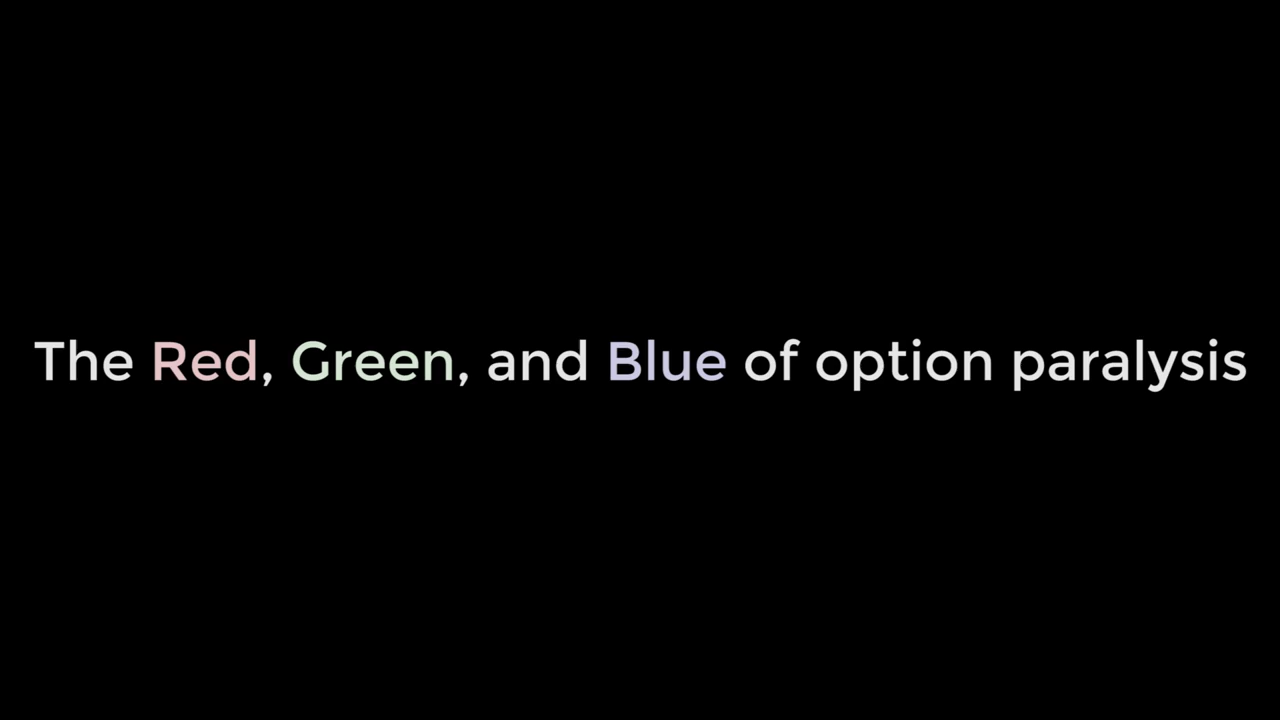 The Red, Green, and Blue of option paralysis